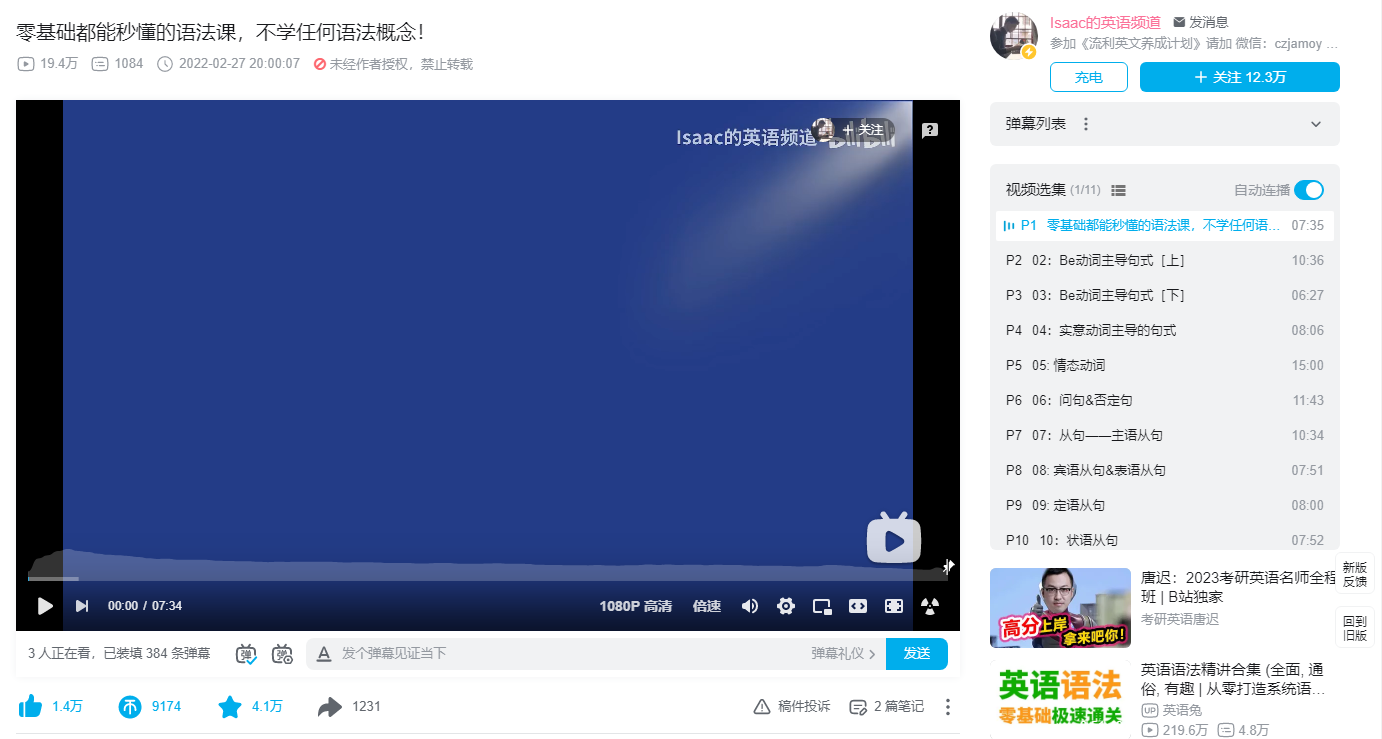 零基础都能秒懂的语法课，不学任何语法概念！
19.4万 1084 2022-02-27 20:00:07 未经作者授权，禁止转载
Isaac的英语频道 发消息
参加《流利英文养成计划》请加 微信：czjamoy ...
充电
+ 关注 12.3万
弹幕列表
Isaac的英语频道
+ 关注
bilibili
视频选集 (1/11) 自动连播
P1 零基础都能秒懂的语法课，不学任何语... 07:35
P2 02：Be动词主导句式［上］ 10:36
P3 03：Be动词主导句式［下］ 06:27
P4 04：实意动词主导的句式 08:06
P5 05: 情态动词 15:00
P6 06：问句&否定句 11:43
P7 07：从句——主语从句 10:34
P8 08: 宾语从句&表语从句 07:51
P9 09: 定语从句 08:00
P10 10：状语从句 07:52
00:00 / 07:34
1080P 高清 倍速
3 人正在看，已装填 384 条弹幕
弹
弹
A 发个弹幕见证当下 弹幕礼仪 >
发送
1.4万 9174 4.1万 1231
稿件投诉 2 篇笔记
高分上岸
拿来吧你!
唐迟：2023考研英语名师全程
班 | B站独家
考研英语唐迟
英语语法
零基础极速通关
英语语法精讲合集 (全面, 通
俗, 有趣 | 从零打造系统语...
UP 英语兔
219.6万 4.8万
新版
反馈
回到
旧版